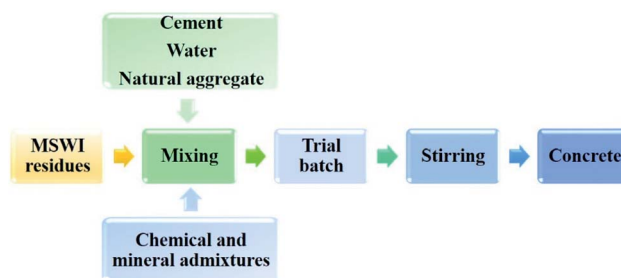 Cement
Water
Natural aggregate
MSWI
residues
Mixing
Trial
batch
Stirring
Concrete
Chemical and
mineral admixtures